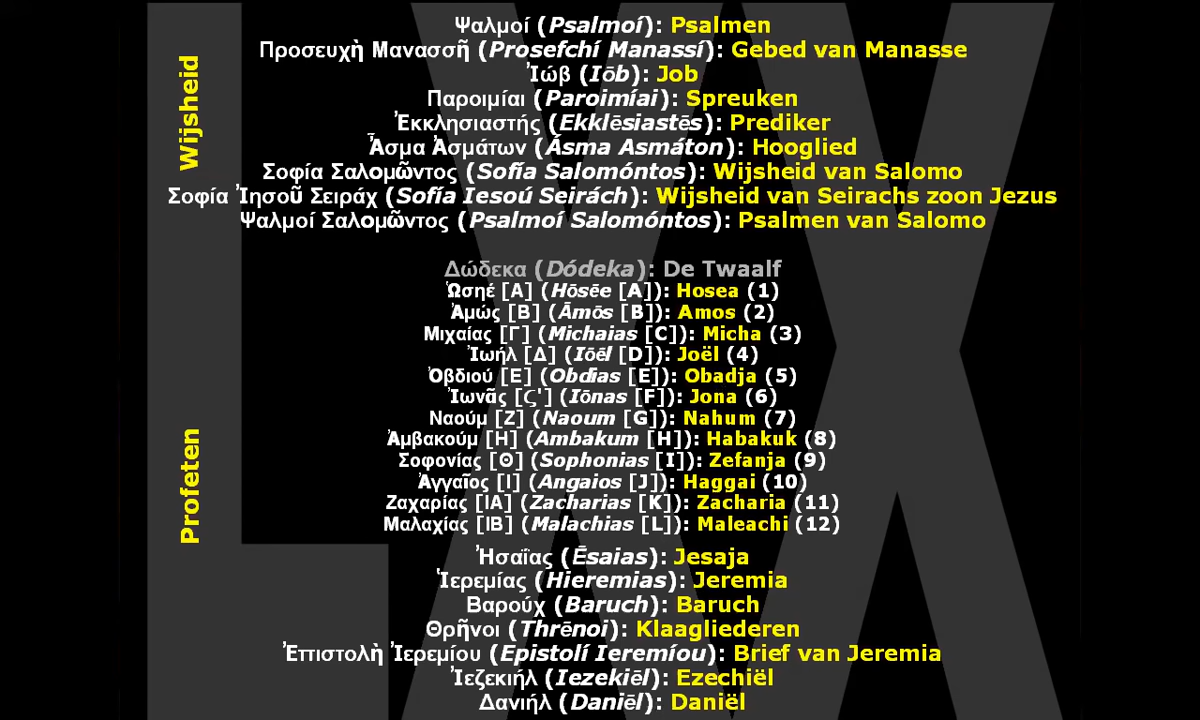 Wijsheid
Ψαλμοί (Psalmoí): Psalmen
Προσευχὴ Μανασσῆ (Prosefchí Manassí): Gebed van Manasse
Ἰώβ (Iōb): Job
Παροιμίαι (Paroimíai): Spreuken
Ἐκκλησιαστής (Ekklēsiastēs): Prediker
Ἆσμα Ἀσμάτων (Ásma Asmáton): Hooglied
Σοφία Σαλoμῶντος (Sofía Salomóntos): Wijsheid van Salomo
Σοφία Ἰησοῦ Σειράχ (Sofía Iesoú Seirách): Wijsheid van Seirachs zoon Jezus
Ψαλμοί Σαλoμῶντος (Psalmoí Salomóntos): Psalmen van Salomo
Profeten
Δώδεκα (Dódeka): De Twaalf
Ὡσηέ [Α] (Hōsēe [A]): Hosea (1)
Ἀμώς [Β] (Āmōs [B]): Amos (2)
Μιχαίας [Γ] (Michaias [C]): Micha (3)
Ἰωήλ [Δ] (Iōēl [D]): Joël (4)
Ὀβδιού [Ε] (Obdias [E]): Obadja (5)
Ἰωνᾶς [Ϛ'] (Iōnas [F]): Jona (6)
Ναούμ [Ζ] (Naoum [G]): Nahum (7)
Ἀμβακούμ [Η] (Ambakum [H]): Habakuk (8)
Σοφονίας [Θ] (Sophonias [I]): Zefanja (9)
Ἀγγαῖος [Ι] (Angaios [J]): Haggai (10)
Ζαχαρίας [ΙΑ] (Zacharias [K]): Zacharia (11)
Μαλαχίας [ΙΒ] (Malachias [L]): Maleachi (12)
Ἠσαΐας (Ēsaias): Jesaja
Ἱερεμίας (Hieremias): Jeremia
Βαρούχ (Baruch): Baruch
Θρῆνοι (Thrēnoi): Klaagliederen
Ἐπιστολὴ Ἰερεμίου (Epistolí Ieremíou): Brief van Jeremia
Ἰεζεκιήλ (Iezekiēl): Ezechiël
Δανιήλ (Daniēl): Daniël
LXX